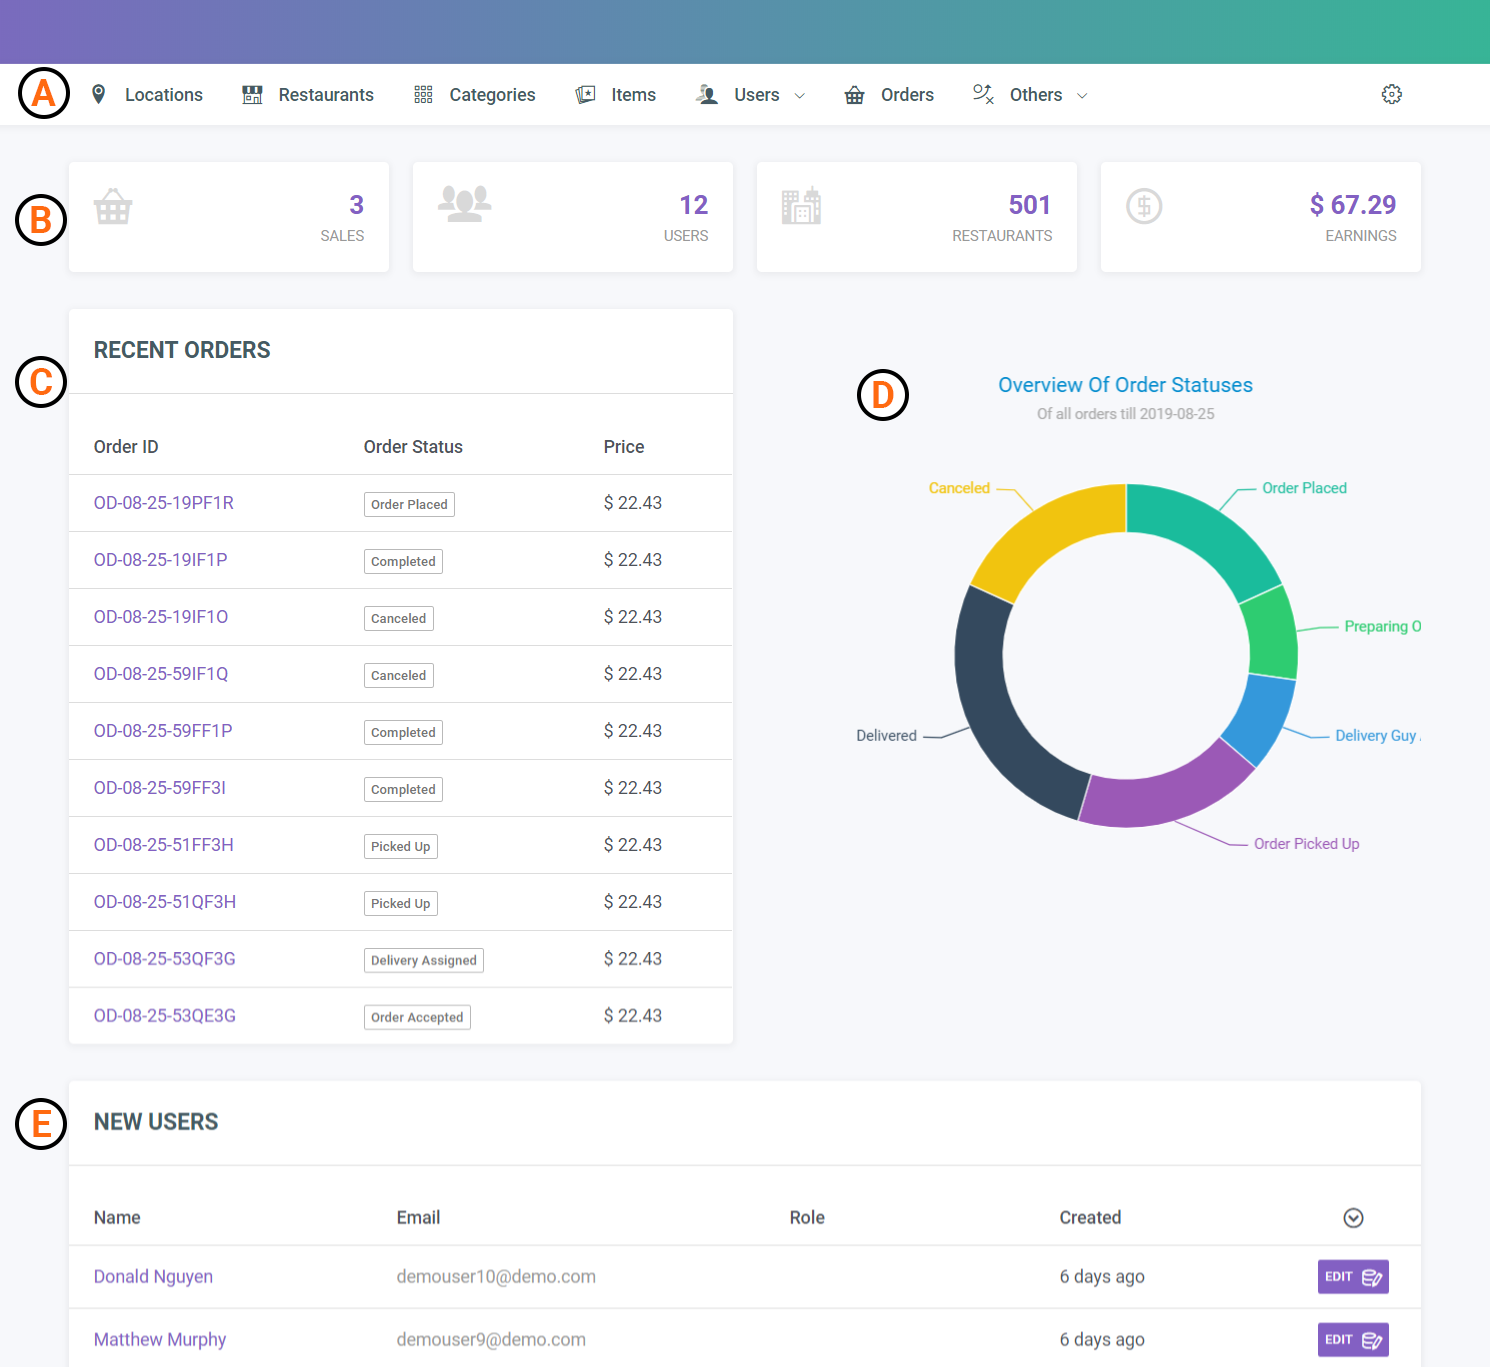 A Locations Restaurants Categories Items Users Orders Others
B 3 12 501 $ 67.29
SALES USERS RESTAURANTS EARNINGS
RECENT ORDERS
C
Order ID Order Status Price
OD-08-25-19PF1R Order Placed $ 22.43
OD-08-25-19IF1P Completed $ 22.43
OD-08-25-19IF1O Canceled $ 22.43
OD-08-25-59IF1Q Canceled $ 22.43
OD-08-25-59FF1P Completed $ 22.43
OD-08-25-59FF3I Completed $ 22.43
OD-08-25-51FF3H Picked Up $ 22.43
OD-08-25-51QF3H Picked Up $ 22.43
OD-08-25-53QF3G Delivery Assigned $ 22.43
OD-08-25-53QE3G Order Accepted $ 22.43
D Overview Of Order Statuses
Of all orders till 2019-08-25
Canceled Order Placed
Preparing O
Delivered Delivery Guy .
Order Picked Up
E NEW USERS
Name Email Role Created
Donald Nguyen demouser10@demo.com 6 days ago EDIT
Matthew Murphy demouser9@demo.com 6 days ago EDIT